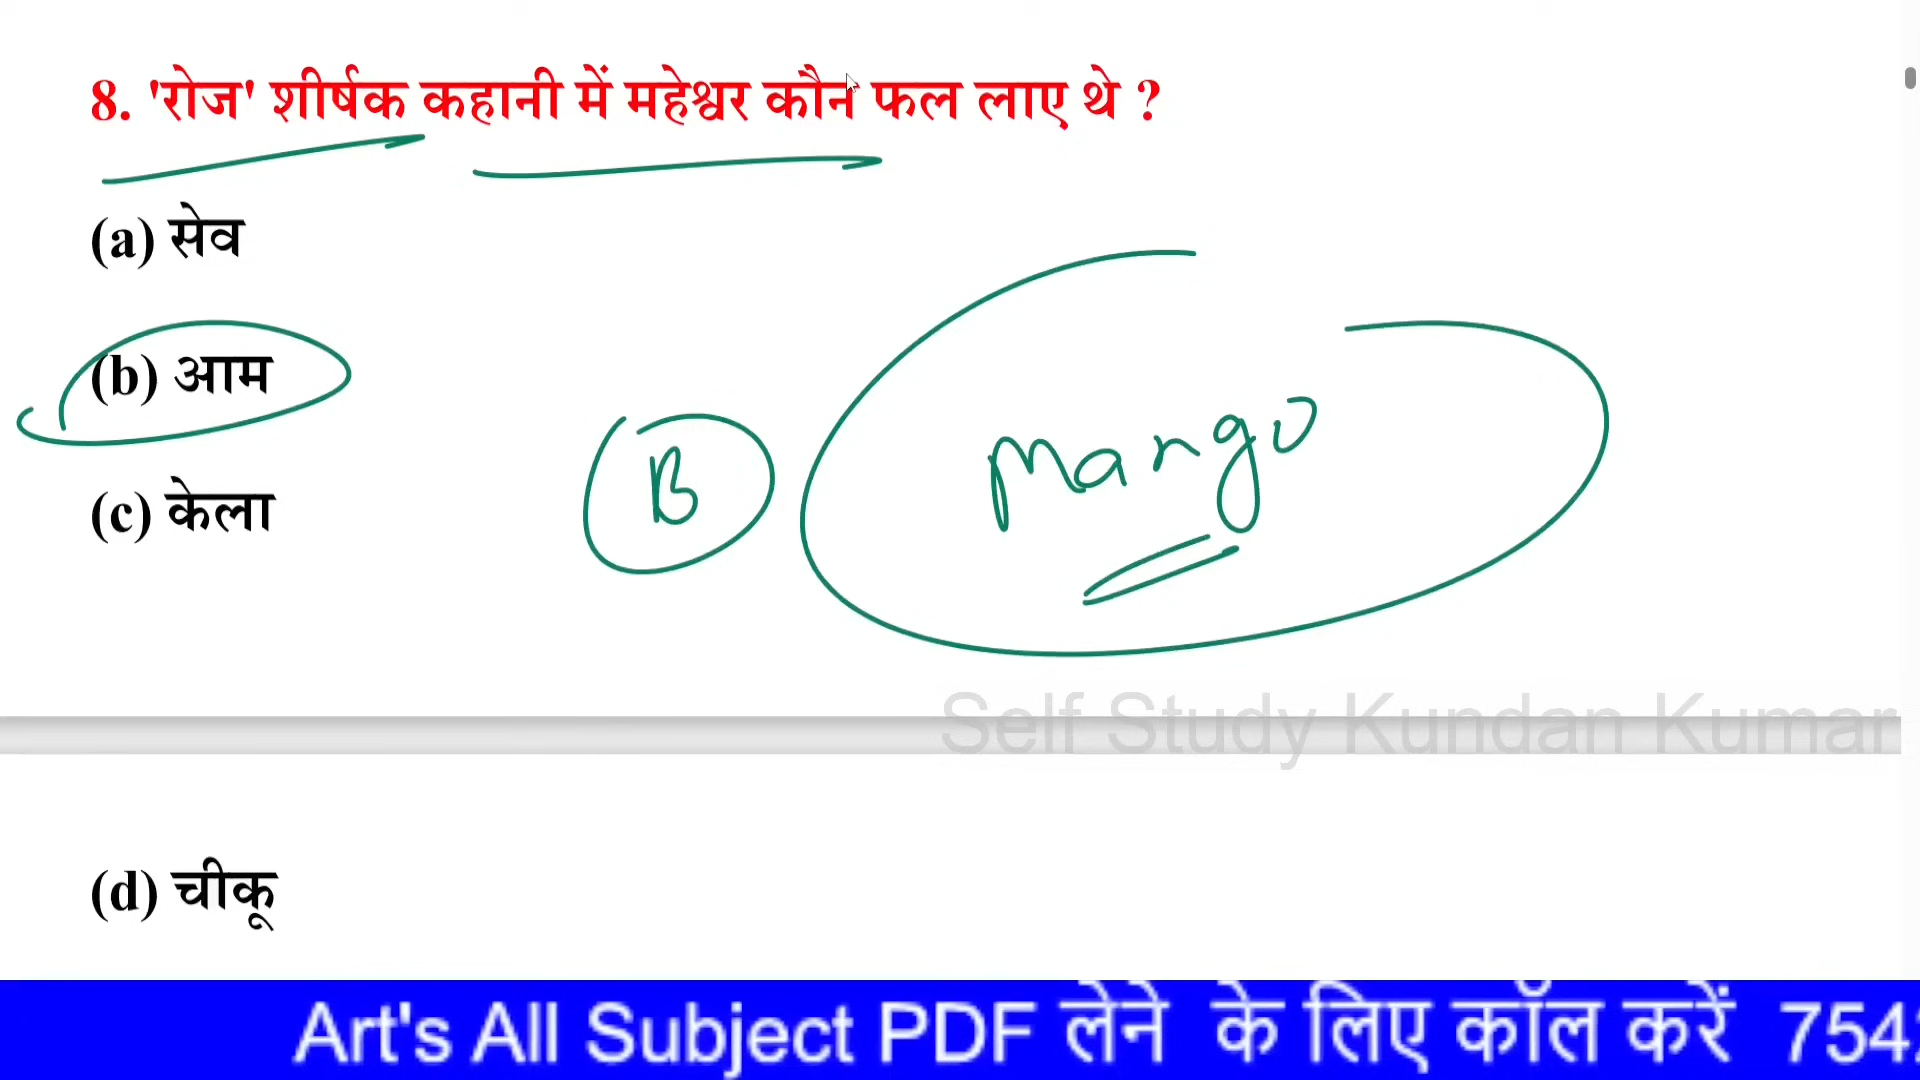 8. 'रोज' शीर्षक कहानी में महेश्वर कौन फल लाए थे ?
(a) सेव
(b) आम
(c) केला
B
Mango
Self Study Kundan Kumar
(d) चीकू
Art's All Subject PDF लेने के लिए कॉल करें 754